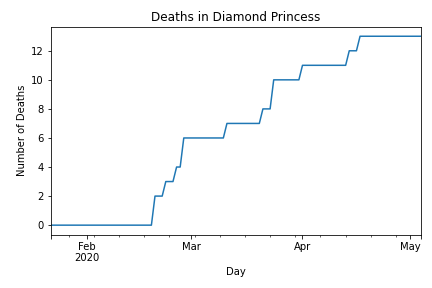 Deaths in Diamond Princess
Number of Deaths
12
10
8
6
4
2
0
Feb
2020
Mar
Apr
May
Day